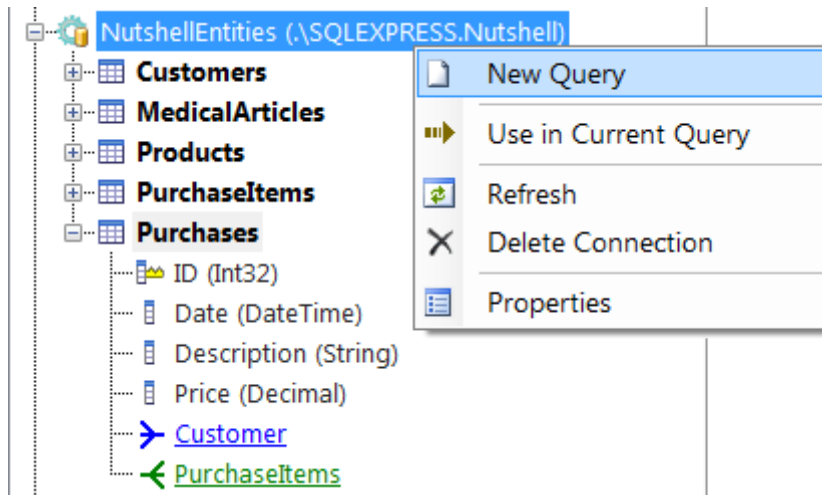 NutshellEntities (.\SQLEXPRESS.Nutshell)
Customers
MedicalArticles
Products
PurchaseItems
Purchases
ID (Int32)
Date (DateTime)
Description (String)
Price (Decimal)
Customer
PurchaseItems
New Query
Use in Current Query
Refresh
Delete Connection
Properties